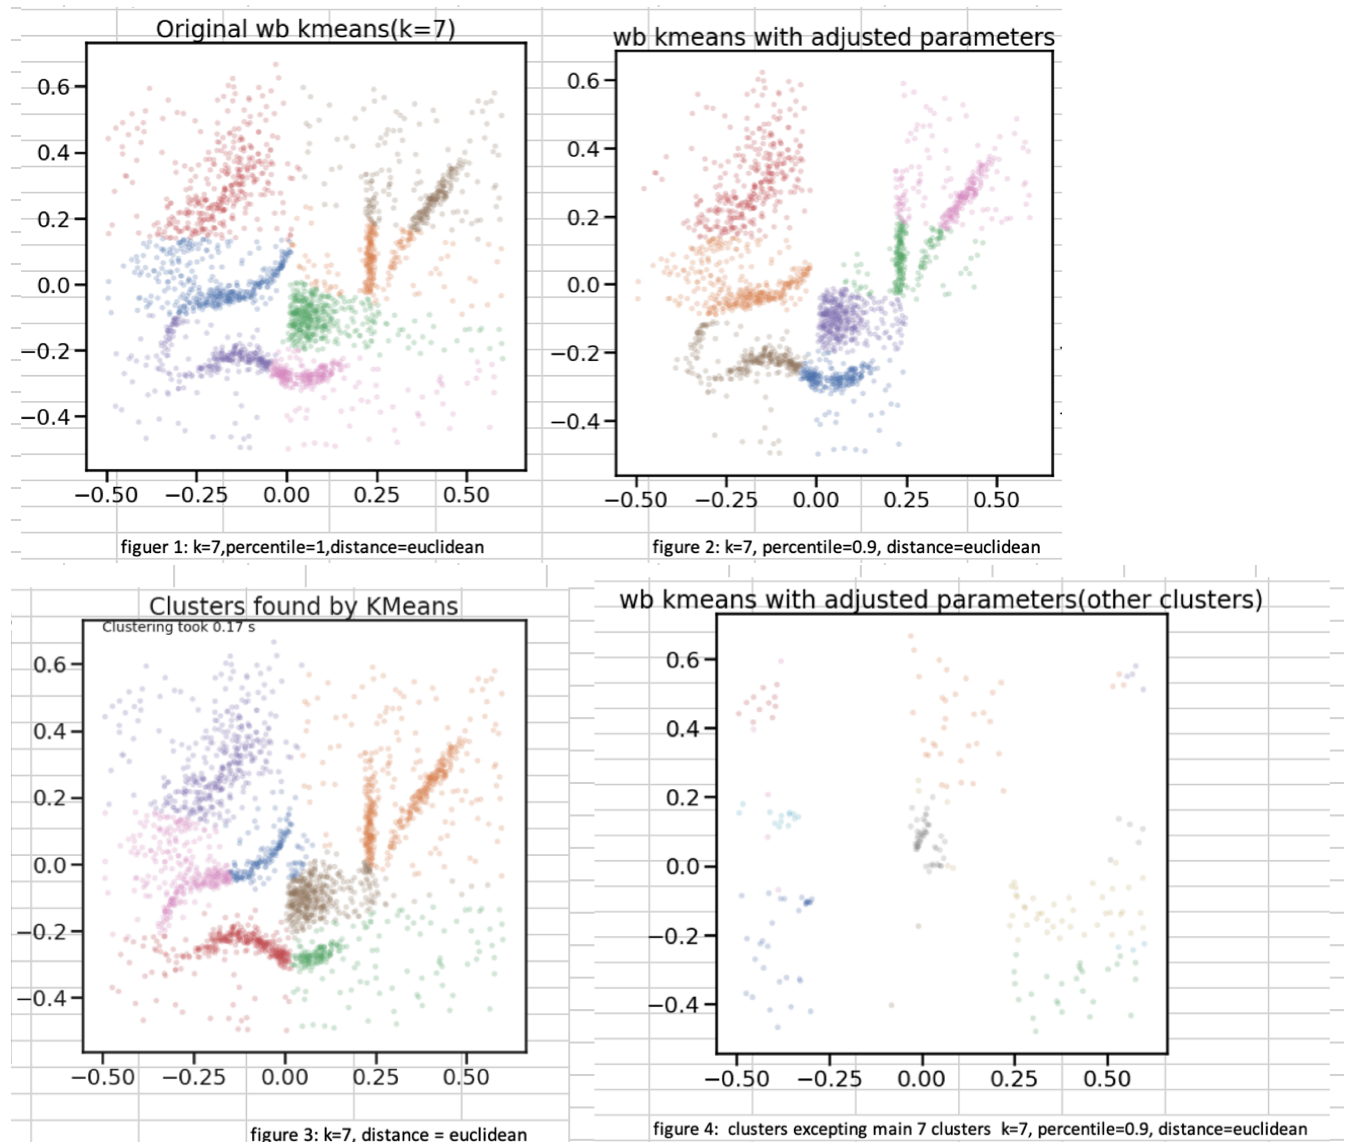 Original wb kmeans(k=7)
0.6
0.4
0.2
0.0
−0.2
−0.4
−0.50 −0.25 0.00 0.25 0.50
figuer 1: k=7,percentile=1,distance=euclidean
wb kmeans with adjusted parameters
0.6
0.4
0.2
0.0
−0.2
−0.4
−0.50 −0.25 0.00 0.25 0.50
figure 2: k=7, percentile=0.9, distance=euclidean
Clusters found by KMeans
Clustering took 0.17 s
0.6
0.4
0.2
0.0
−0.2
−0.4
−0.50 −0.25 0.00 0.25 0.50
figure 3: k=7, distance = euclidean
wb kmeans with adjusted parameters(other clusters)
0.6
0.4
0.2
0.0
−0.2
−0.4
−0.50 −0.25 0.00 0.25 0.50
figure 4: clusters excepting main 7 clusters k=7, percentile=0.9, distance=euclidean